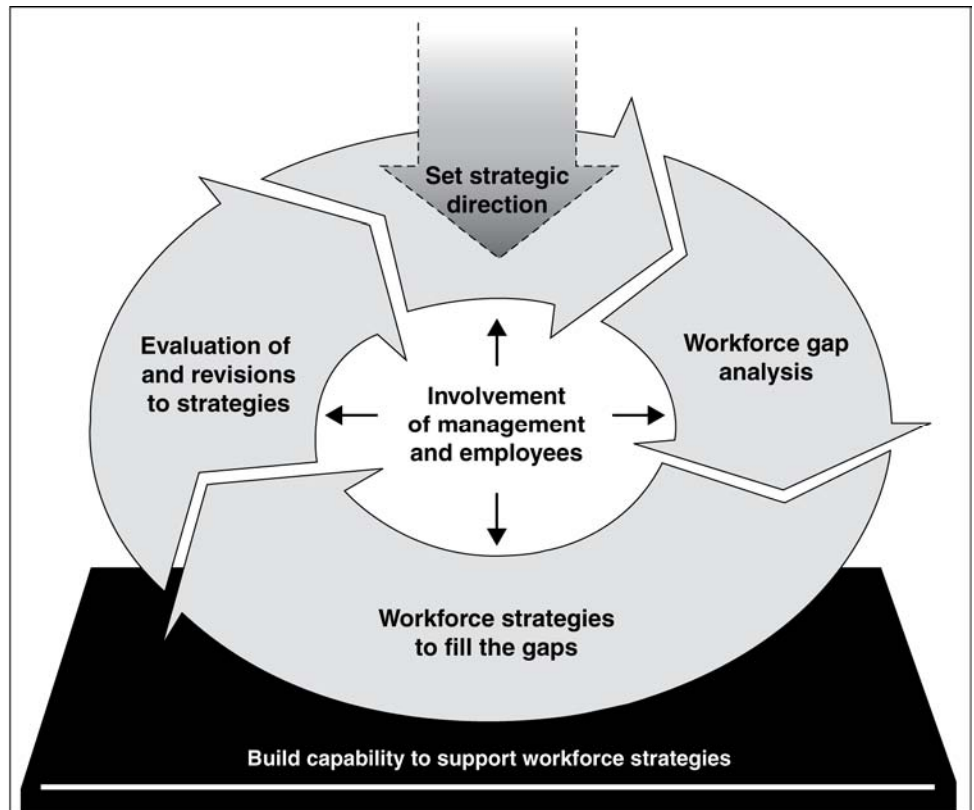 Set strategic
direction
Workforce gap
analysis
Evaluation of
and revisions
to strategies
Involvement
of management
and employees
Workforce strategies
to fill the gaps
Build capability to support workforce strategies